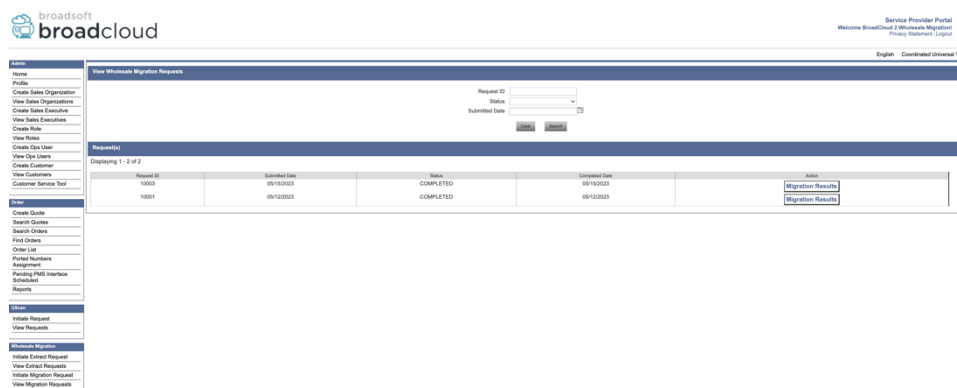 broadsoft
broadcloud
Service Provider Portal
Welcome BroadCloud 2 Wholesale Migration!
Privacy Statement | Logout
English Coordinated Universal T
Admin
Home
Profile
Create Sales Organization
View Sales Organizations
Create Sales Executive
View Sales Executives
Create Role
View Roles
Create Ops User
View Ops Users
Create Customer
View Customers
Customer Service Tool
Order
Create Quote
Search Quotes
Search Orders
Find Orders
Order List
Ported Numbers
Assignment
Pending PMS Interface
Scheduled
Reports
CScan
Initiate Request
View Requests
Wholesale Migration
Initiate Extract Request
View Extract Requests
Initiate Migration Request
View Migration Requests
View Wholesale Migration Requests
Request ID
Status
Submitted Date
Clear Search
Request(s)
Displaying 1 - 2 of 2
Request ID Submitted Date Status Completed Date Action
10003 05/15/2023 COMPLETED 05/15/2023 Migration Results
10001 05/12/2023 COMPLETED 05/12/2023 Migration Results